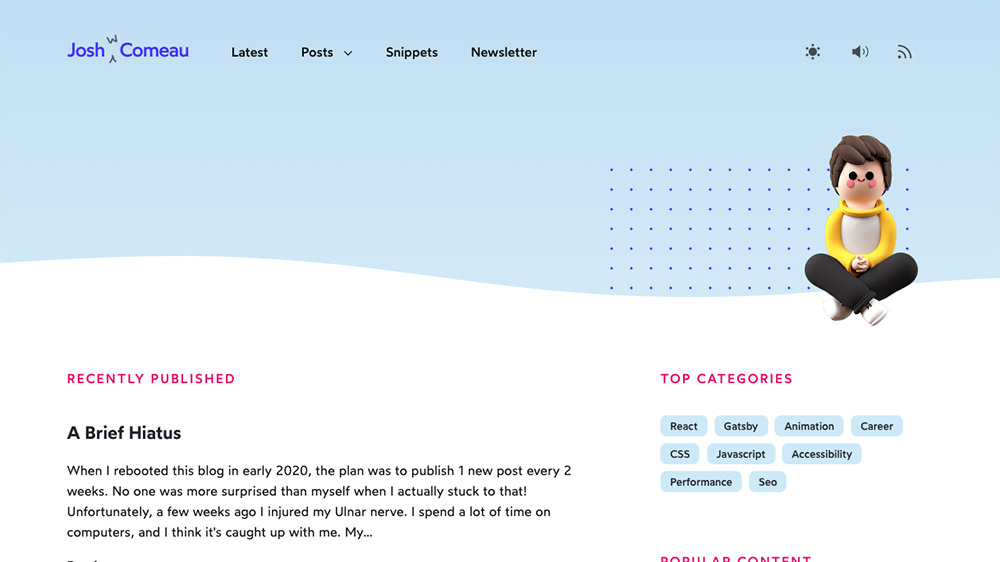 Josh W Comeau
Latest
Posts
Snippets
Newsletter
RECENTLY PUBLISHED
A Brief Hiatus
When I rebooted this blog in early 2020, the plan was to publish 1 new post every 2
weeks. No one was more surprised than myself when I actually stuck to that!
Unfortunately, a few weeks ago I injured my Ulnar nerve. I spend a lot of time on
computers, and I think it's caught up with me. My...
TOP CATEGORIES
React Gatsby Animation Career
CSS Javascript Accessibility
Performance Seo
POPULAR CONTENT